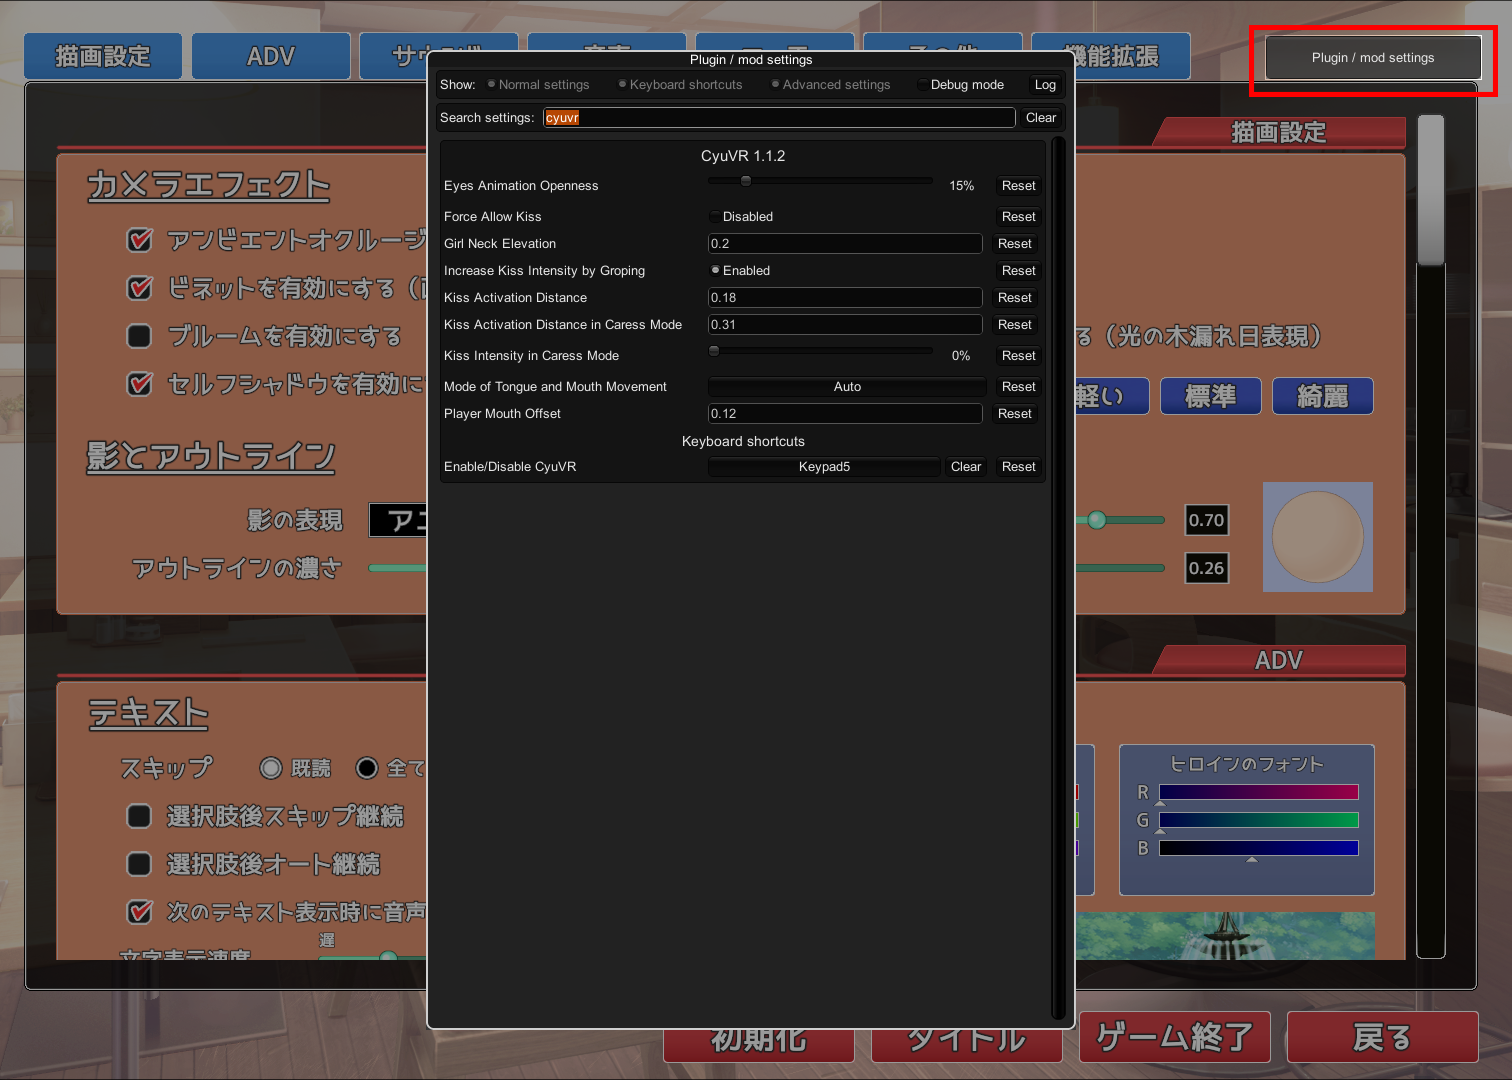 描画設定
ADV
機能拡張
Plugin / mod settings
Plugin / mod settings
Show:
Normal settings
Keyboard shortcuts
Advanced settings
Debug mode
Log
Search settings:
cyuvr
Clear
CyuVR 1.1.2
Eyes Animation Openness
15%
Reset
Force Allow Kiss
Disabled
Reset
Girl Neck Elevation
0.2
Reset
Increase Kiss Intensity by Groping
Enabled
Reset
Kiss Activation Distance
0.18
Reset
Kiss Activation Distance in Caress Mode
0.31
Reset
Kiss Intensity in Caress Mode
0%
Reset
Mode of Tongue and Mouth Movement
Auto
Reset
Player Mouth Offset
0.12
Reset
Keyboard shortcuts
Enable/Disable CyuVR
Keypad5
Clear
Reset
描画設定
カメラエフェクト
アンビエントオクルージ
ビネットを有効にする（
ブルームを有効にする
る（光の木漏れ日表現）
セルフシャドウを有効に
軽い
標準
綺麗
影とアウトライン
影の表現
ア
0.70
アウトラインの濃さ
0.26
ADV
テキスト
スキップ
既読
全て
選択肢後スキップ継続
選択肢後オート継続
次のテキスト表示時に音声
文字表示速度
遅
ヒロインのフォント
R
G
B
初期化
タイトル
ゲーム終了
戻る